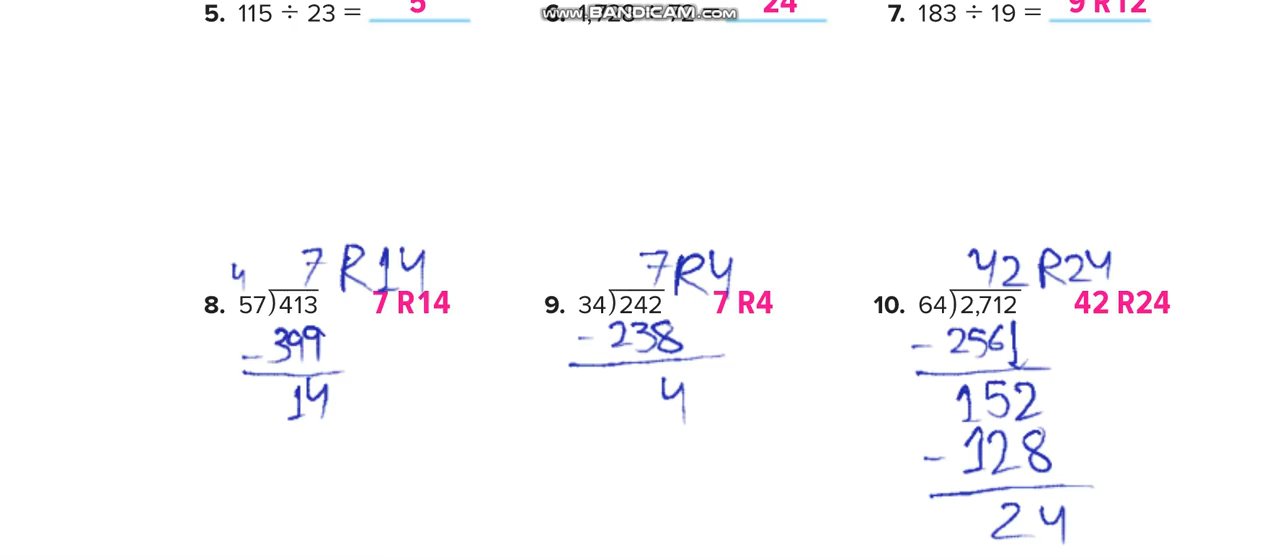 5. 115 ÷ 23 = 5
www.BANDICAM.com
24
7. 183 ÷ 19 = 9 R12
4 7 R14
8. 57)413 7 R14
-399
14
7R4
9. 34)242 7 R4
-238
4
42 R24
10. 64)2,712 42 R24
-256↓
152
-128
24